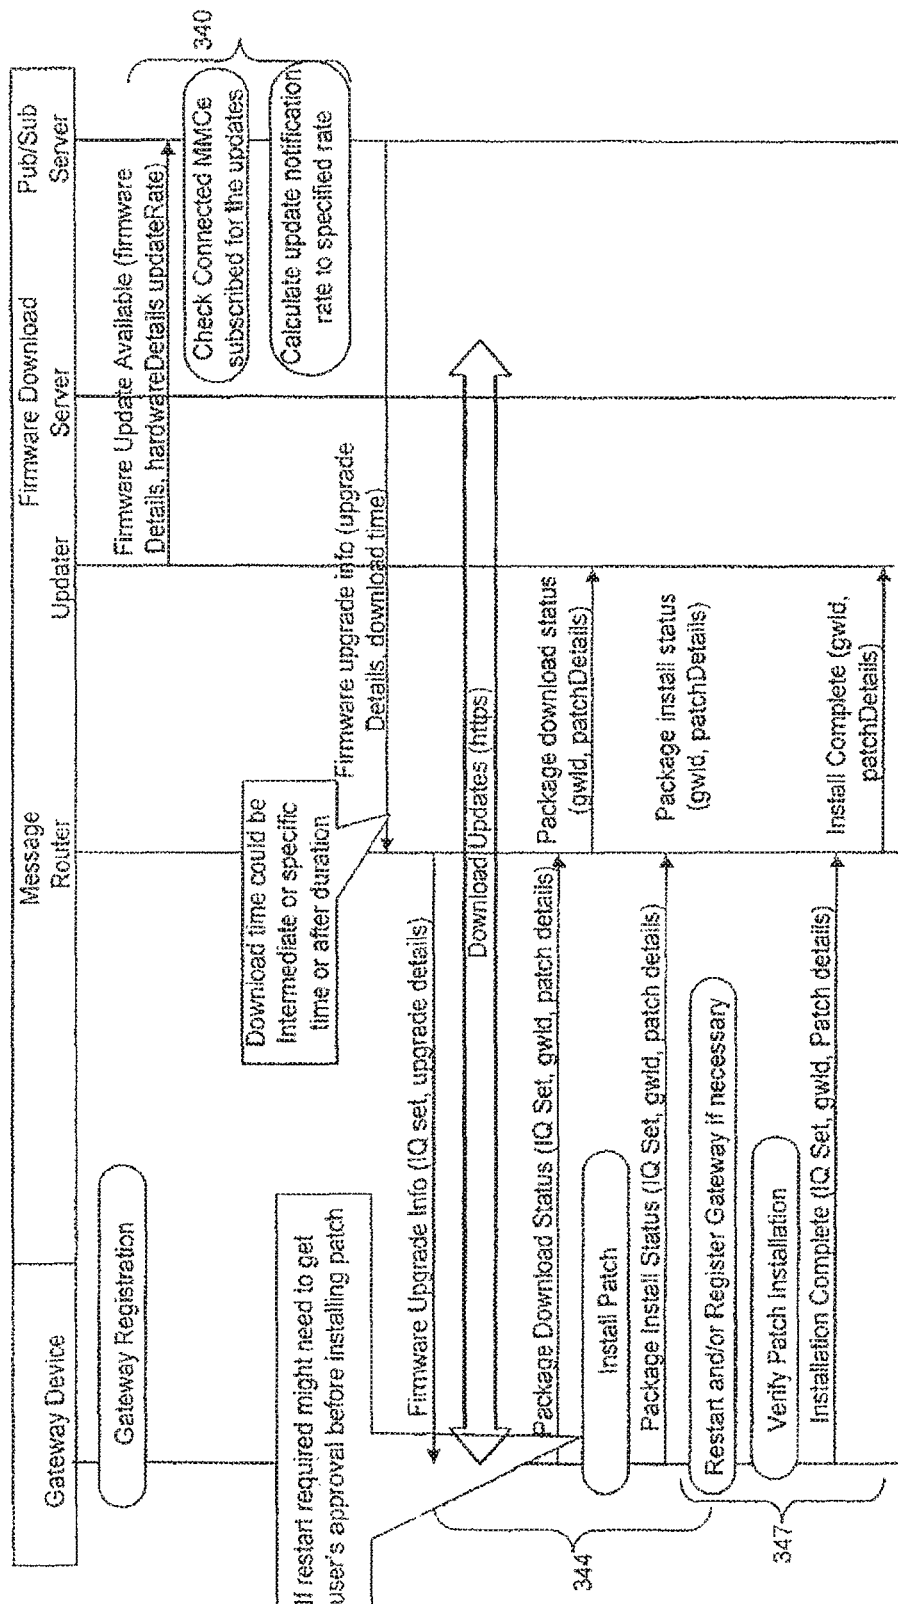 Gateway Device
Message
Router
Updater
Firmware Download
Server
Pub/Sub
Server
Gateway Registration
Firmware Update Available (firmware
Details, hardwareDetails updateRate)
340
Check Connected MMCe
subscribed for the updates
Calculate update notification
rate to specified rate
Download time could be
Intermediate or specific
time or after duration
Firmware upgrade info (upgrade
Details, download time)
If restart required might need to get
user's approval before installing patch
Firmware Upgrade Info (IQ set, upgrade details)
Download Updates (https)
Package Download Status (IQ Set, gwId, patch details)
Package download status
(gwId, patchDetails)
Install Patch
344
Package Install Status (IQ Set, gwId, patch details)
Package install status
(gwId, patchDetails)
Restart and/or Register Gateway if necessary
Verify Patch Installation
347
Installation Complete (IQ Set, gwId, Patch details)
Install Complete (gwId,
patchDetails)